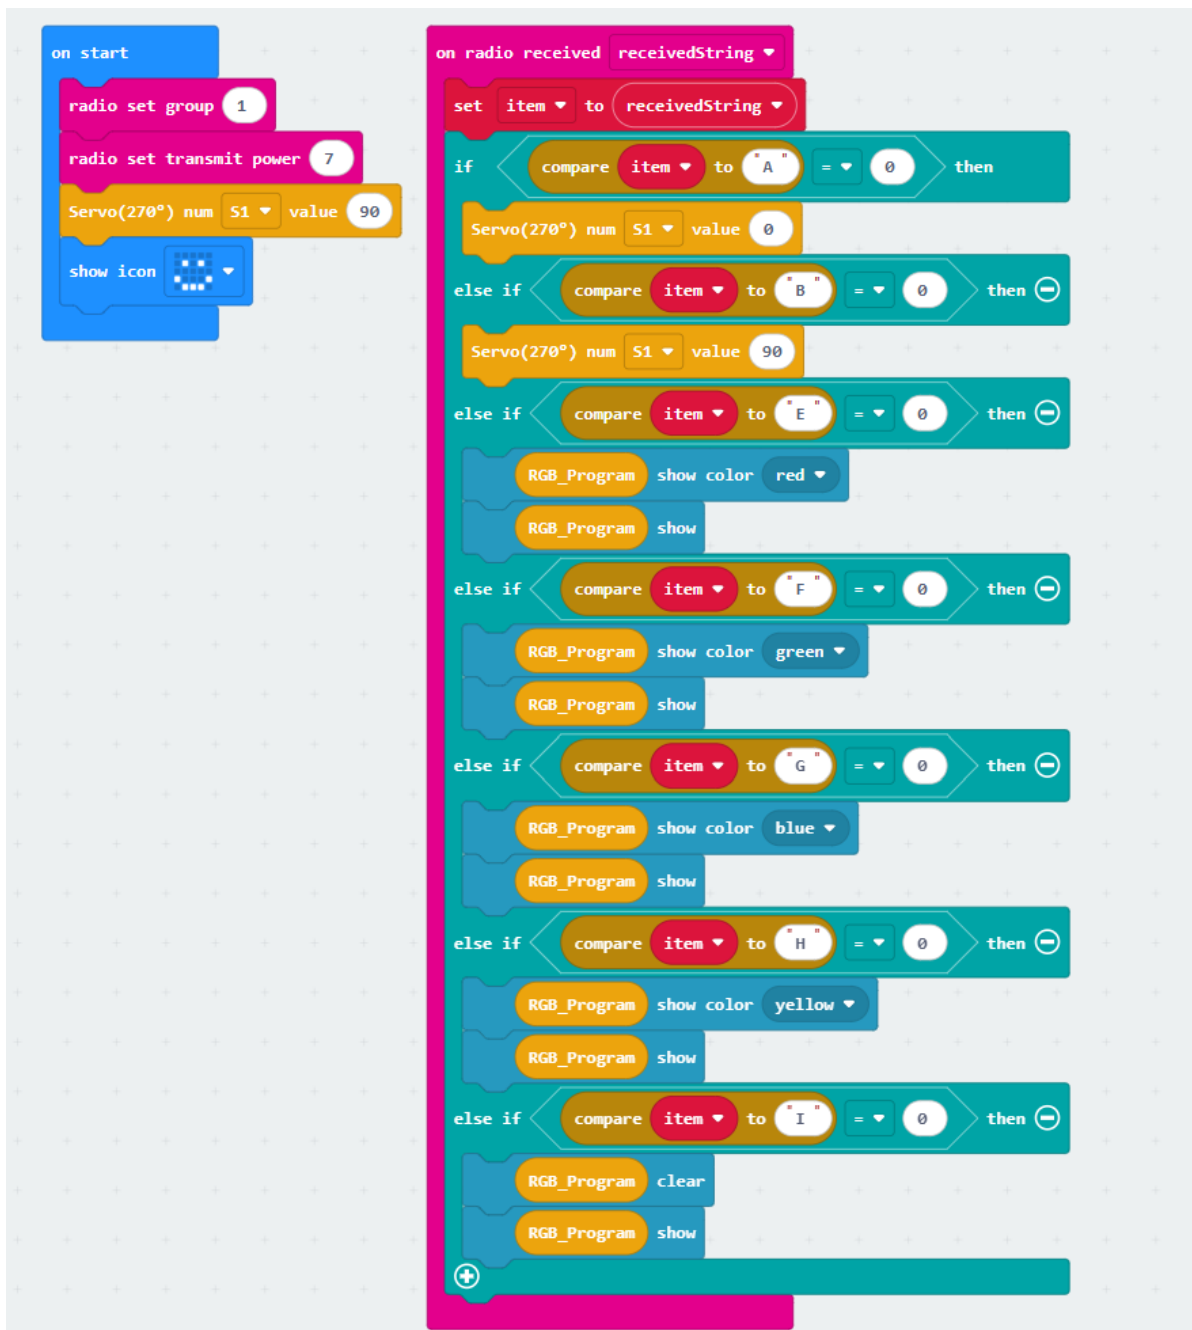 on start
radio set group 1
radio set transmit power 7
Servo(270°) num S1 value 90
show icon
on radio received receivedString
set item to receivedString
if compare item to "A" = 0 then
Servo(270°) num S1 value 0
else if compare item to "B" = 0 then
Servo(270°) num S1 value 90
else if compare item to "E" = 0 then
RGB_Program show color red
RGB_Program show
else if compare item to "F" = 0 then
RGB_Program show color green
RGB_Program show
else if compare item to "G" = 0 then
RGB_Program show color blue
RGB_Program show
else if compare item to "H" = 0 then
RGB_Program show color yellow
RGB_Program show
else if compare item to "I" = 0 then
RGB_Program clear
RGB_Program show